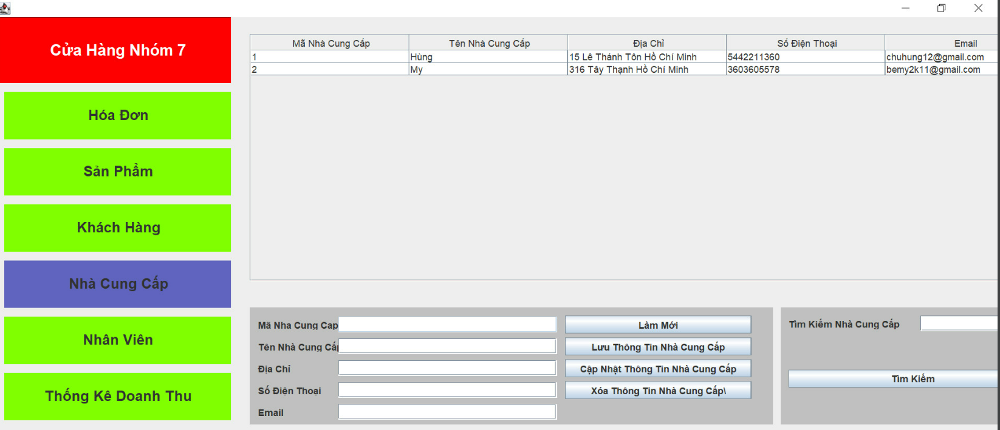 Cửa Hàng Nhóm 7
Hóa Đơn
Sản Phẩm
Khách Hàng
Nhà Cung Cấp
Nhân Viên
Thống Kê Doanh Thu
Mã Nhà Cung Cấp Tên Nhà Cung Cấp Địa Chỉ Số Điện Thoại Email
1 Hùng 15 Lê Thánh Tôn Hồ Chí Minh 5442211360 chuhung12@gmail.com
2 My 316 Tây Thạnh Hồ Chí Minh 3603605578 bemy2k11@gmail.com
Mã Nha Cung Cap
Tên Nhà Cung Cấp
Địa Chỉ
Số Điện Thoại
Email
Làm Mới
Lưu Thông Tin Nhà Cung Cấp
Cập Nhật Thông Tin Nhà Cung Cấp
Xóa Thông Tin Nhà Cung Cấp\
Tìm Kiếm Nhà Cung Cấp
Tìm Kiếm